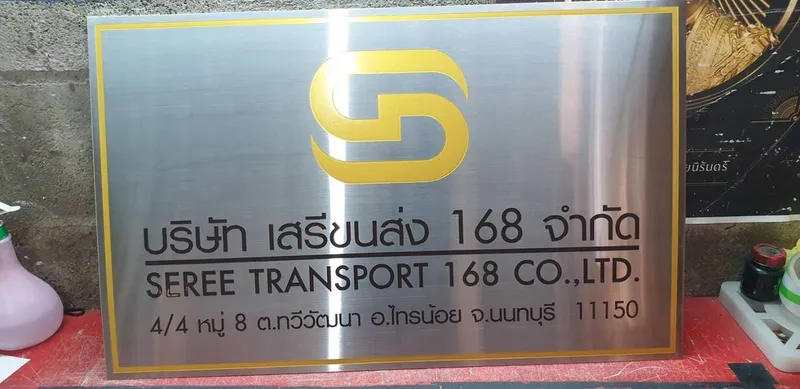 บริษัท เสรีขนส่ง 168 จำกัด
SEREE TRANSPORT 168 CO.,LTD.
4/4 หมู่ 8 ต.ทวีวัฒนา อ.ไทรน้อย จ.นนทบุรี 11150